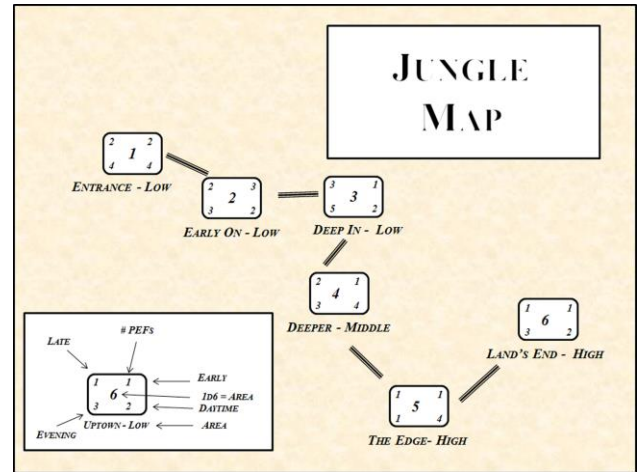 JUNGLE
MAP
2 2
1
4 4
ENTRANCE - LOW
2 3
2
3 2
EARLY ON - LOW
3 1
3
5 2
DEEP IN - LOW
2 1
4
3 4
DEEPER - MIDDLE
1 1
6
3 2
LAND'S END - HIGH
1 1
5
1 4
THE EDGE- HIGH
# PEFS
LATE
1 1
EARLY
6
1D6 = AREA
3 2
DAYTIME
EVENING
UPTOWN - LOW
AREA